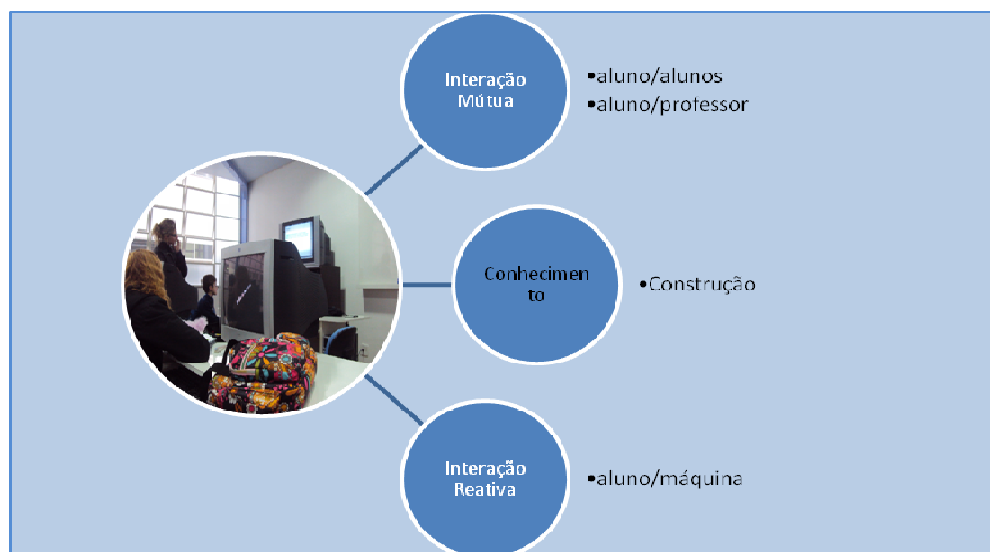 Interação
Mútua
•aluno/alunos
•aluno/professor
Conhecimen
to
•Construção
Interação
Reativa
•aluno/máquina